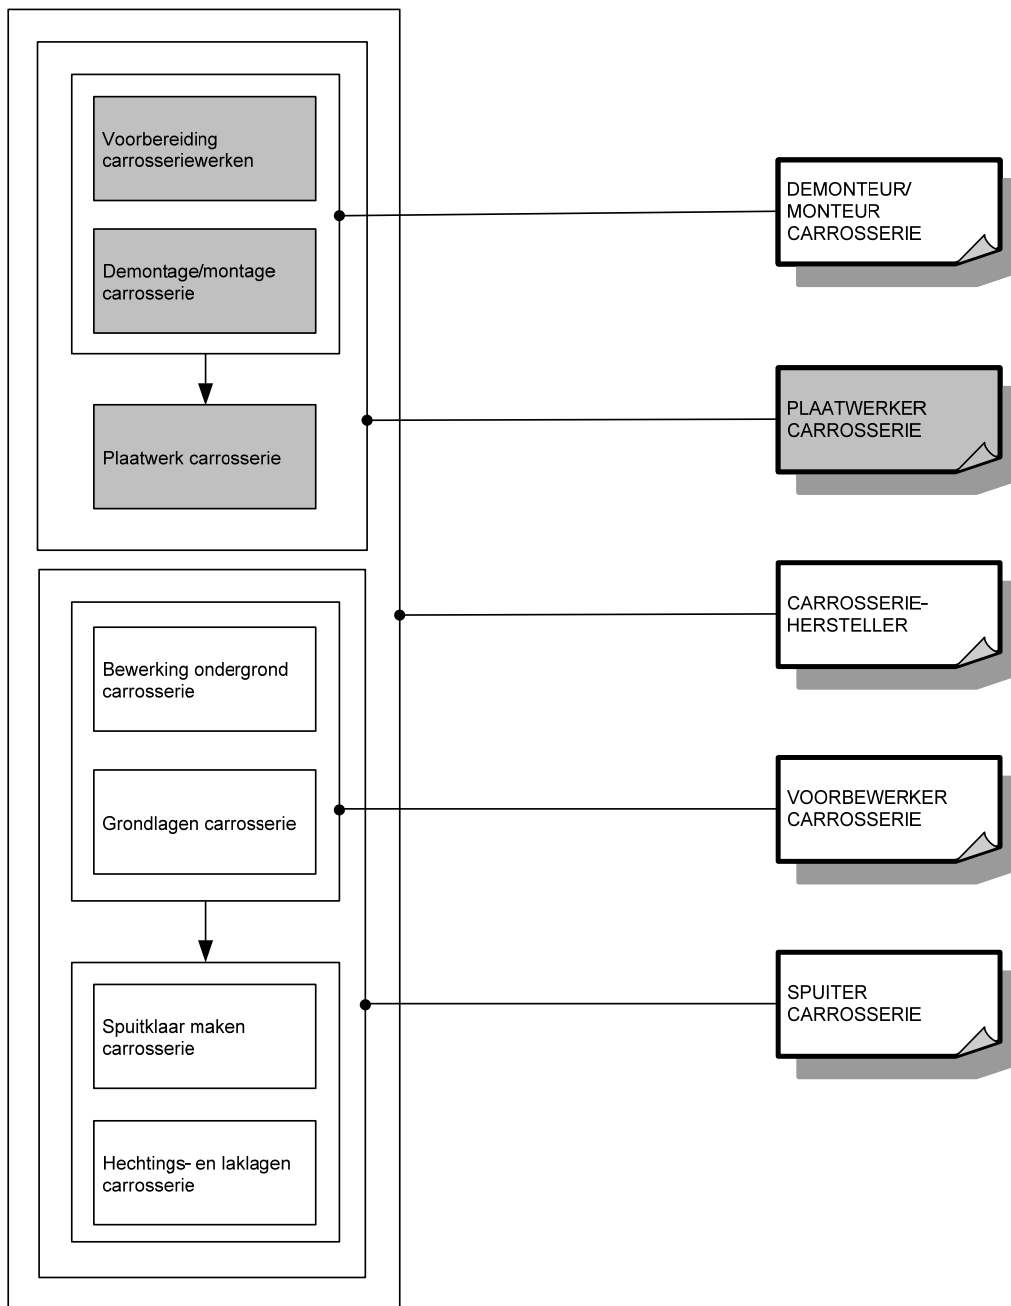 Voorbereiding
carrosseriewerken
Demontage/montage
carrosserie
Plaatwerk carrosserie
Bewerking ondergrond
carrosserie
Grondlagen carrosserie
Spuitklaar maken
carrosserie
Hechtings- en laklagen
carrosserie
DEMONTEUR/
MONTEUR
CARROSSERIE
PLAATWERKER
CARROSSERIE
CARROSSERIE-
HERSTELLER
VOORBEWERKER
CARROSSERIE
SPUITER
CARROSSERIE